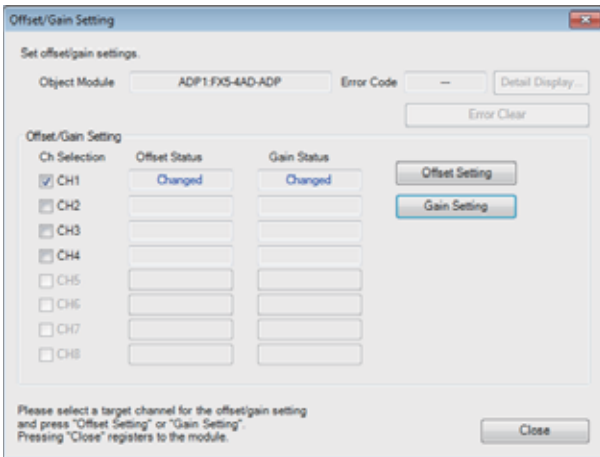 Offset/Gain Setting
Set offset/gain settings.
Object Module ADP1:FX5-4AD-ADP Error Code --- Detail Display...
Error Clear
Offset/Gain Setting
Ch Selection Offset Status Gain Status
CH1 Changed Changed Offset Setting
CH2 Gain Setting
CH3
CH4
CH5
CH6
CH7
CH8
Please select a target channel for the offset/gain setting
and press "Offset Setting" or "Gain Setting".
Pressing "Close" registers to the module.
Close